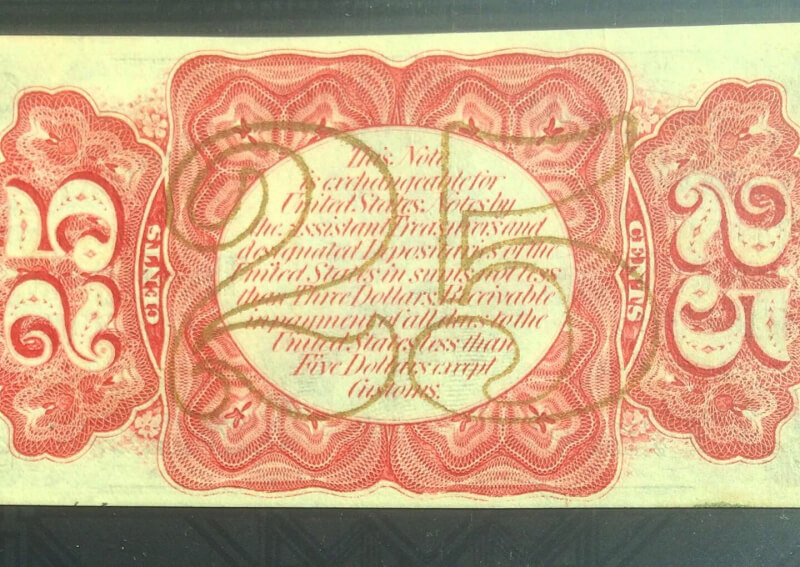 25
CENTS
This Note
is exchangeable for
United States Notes by
the Assistant Treasurers and
designated Depositaries of the
United States in sums not less
than Three Dollars. Receivable
in payment of all dues to the
United States less than
Five Dollars except
Customs.
25
CENTS
25